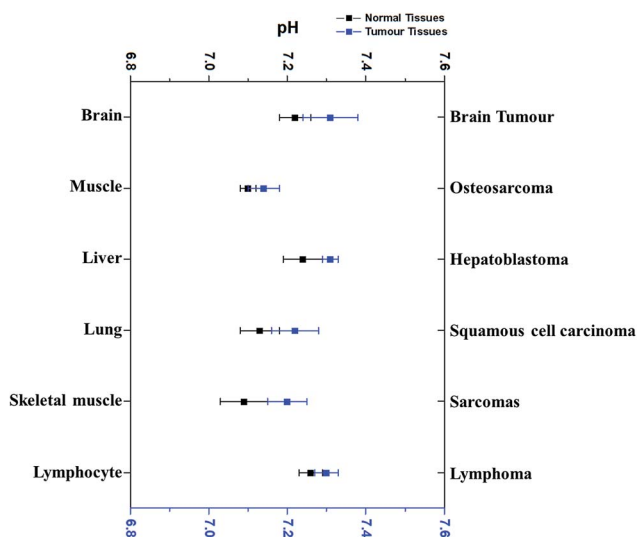 Normal Tissues
Tumour Tissues
pH
6.8 7.0 7.2 7.4 7.6
Brain Brain Tumour
Muscle Osteosarcoma
Liver Hepatoblastoma
Lung Squamous cell carcinoma
Skeletal muscle Sarcomas
Lymphocyte Lymphoma
6.8 7.0 7.2 7.4 7.6